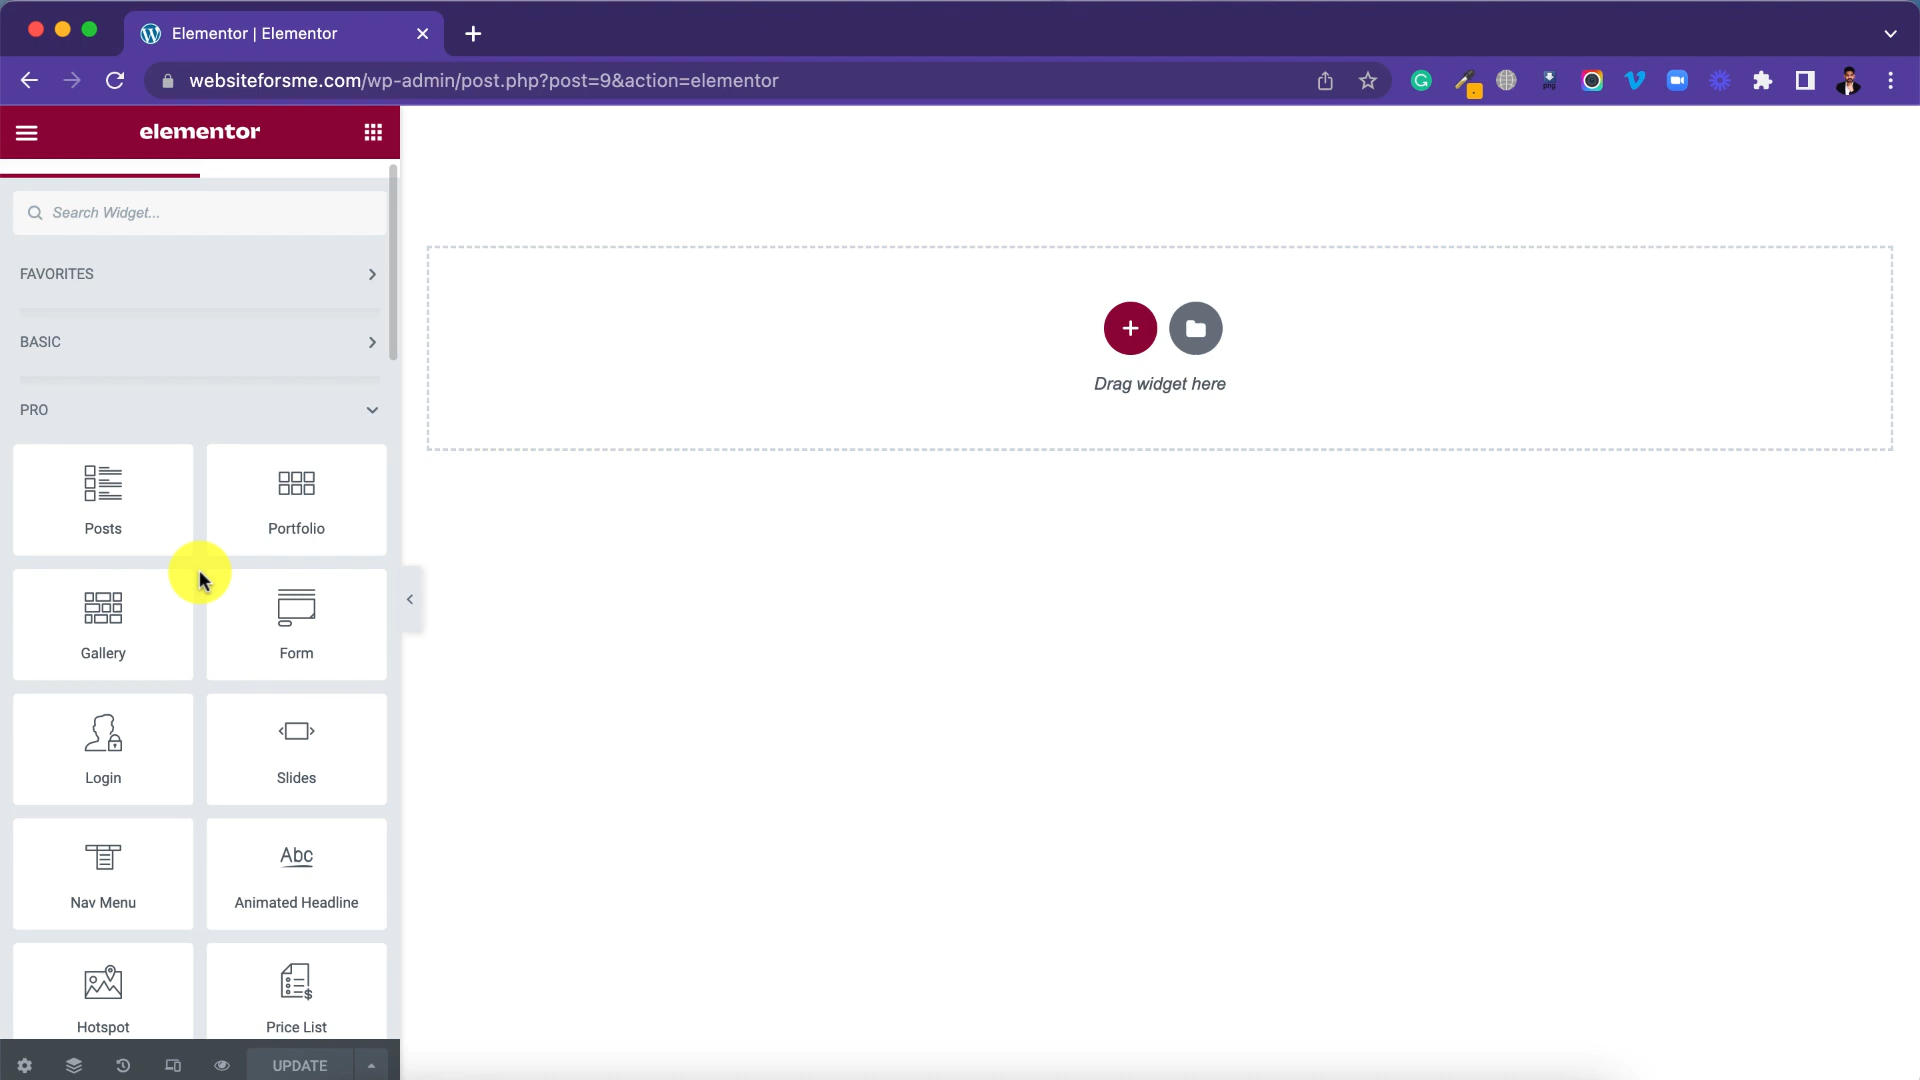 Elementor | Elementor
websiteforsme.com/wp-admin/post.php?post=9&action=elementor
elementor
Search Widget...
FAVORITES
BASIC
PRO
Posts
Portfolio
Gallery
Form
Login
Slides
Nav Menu
Abc
Animated Headline
Hotspot
Price List
UPDATE
Drag widget here